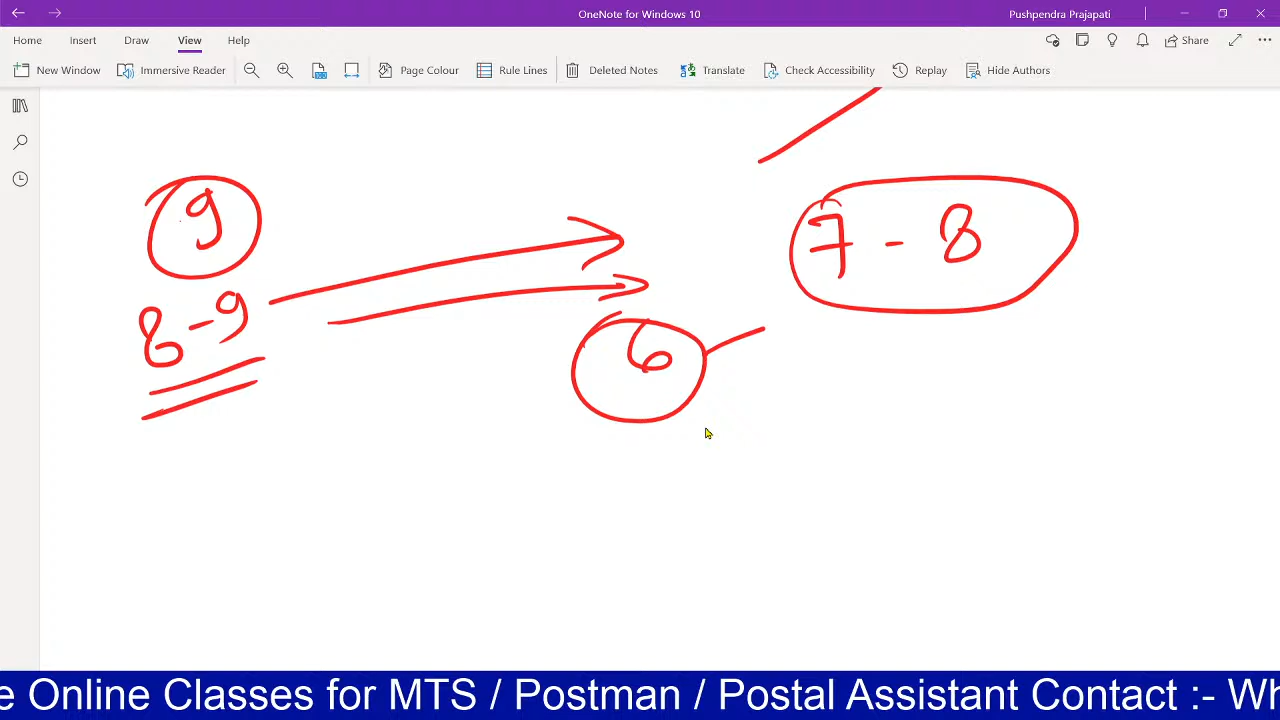 OneNote for Windows 10
Pushpendra Prajapati
Home Insert Draw View Help
Share
New Window Immersive Reader Page Colour Rule Lines Deleted Notes Translate Check Accessibility Replay Hide Authors
9
7 - 8
8-9
6
e Online Classes for MTS / Postman / Postal Assistant Contact :- Wh